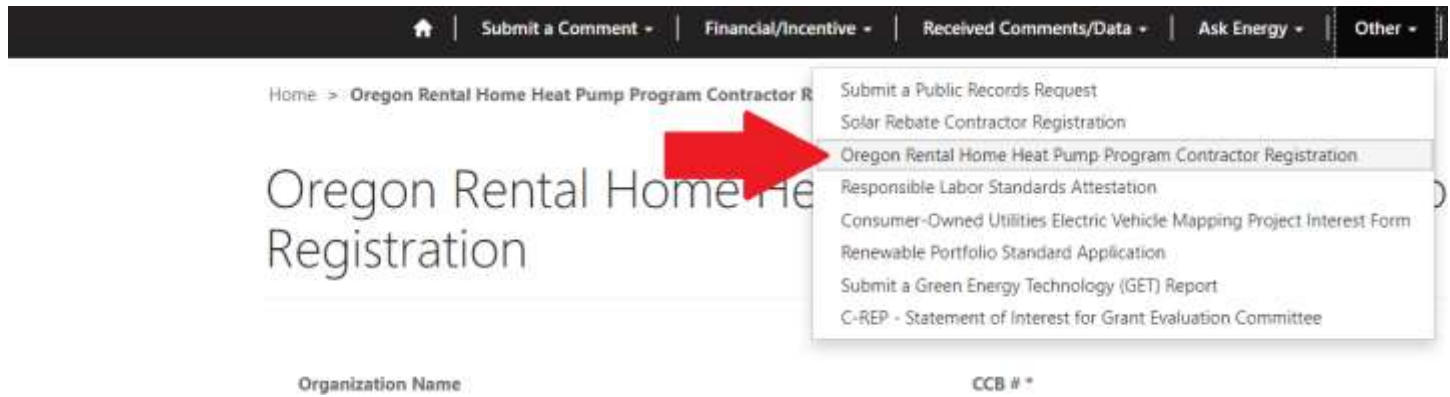 Submit a Comment
Financial/Incentive
Received Comments/Data
Ask Energy
Other
Home > Oregon Rental Home Heat Pump Program Contractor R
Submit a Public Records Request
Solar Rebate Contractor Registration
Oregon Rental Home Heat Pump Program Contractor Registration
Responsible Labor Standards Attestation
Consumer-Owned Utilities Electric Vehicle Mapping Project Interest Form
Renewable Portfolio Standard Application
Submit a Green Energy Technology (GET) Report
C-REP - Statement of Interest for Grant Evaluation Committee
Oregon Rental Home He
Registration
Organization Name
CCB # *